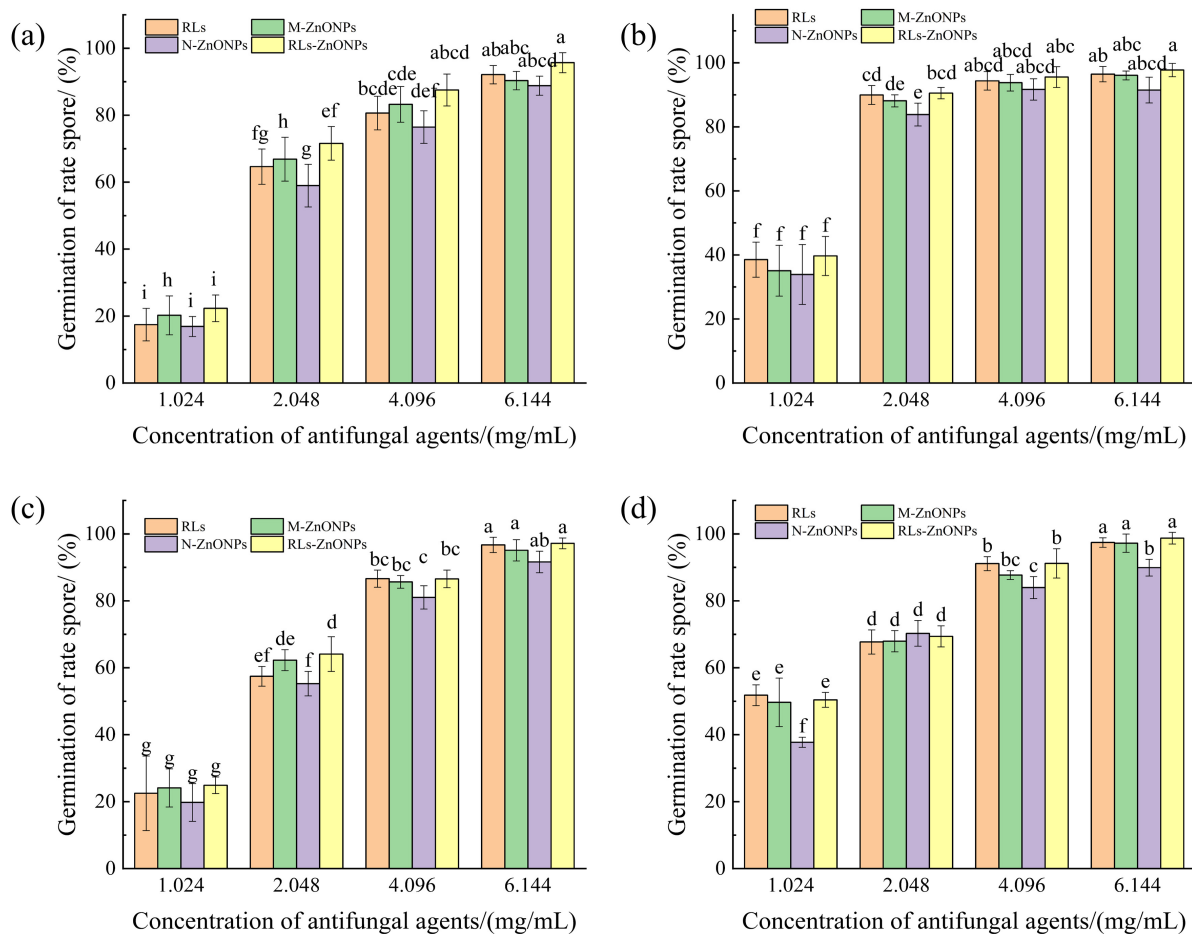 (a)
RLs M-ZnONPs
N-ZnONPs RLs-ZnONPs
Germination of rate spore/ (%)
100
80
60
40
20
0
i h i i
fg h g ef
bcde cde def abcd
ab abc abcd a
1.024 2.048 4.096 6.144
Concentration of antifungal agents/(mg/mL)
(b)
RLs M-ZnONPs
N-ZnONPs RLs-ZnONPs
Germination of rate spore/ (%)
100
80
60
40
20
0
f f f f
cd de e bcd
abcd abcd abcd abc
ab abc abcd a
1.024 2.048 4.096 6.144
Concentration of antifungal agents/(mg/mL)
(c)
RLs M-ZnONPs
N-ZnONPs RLs-ZnONPs
Germination of rate spore/ (%)
100
80
60
40
20
0
g g g g
ef de f d
bc bc c bc
a a ab a
1.024 2.048 4.096 6.144
Concentration of antifungal agents/(mg/mL)
(d)
RLs M-ZnONPs
N-ZnONPs RLs-ZnONPs
Germination of rate spore/ (%)
100
80
60
40
20
0
e e f e
d d d d
b bc c b
a a b a
1.024 2.048 4.096 6.144
Concentration of antifungal agents/(mg/mL)